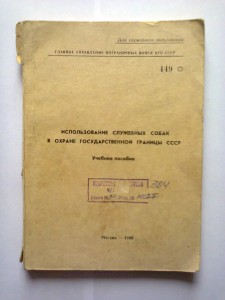 Для служебного пользования
ГЛАВНОЕ УПРАВЛЕНИЕ ПОГРАНИЧНЫХ ВОЙСК КГБ СССР
449
ИСПОЛЬЗОВАНИЕ СЛУЖЕБНЫХ СОБАК
В ОХРАНЕ ГОСУДАРСТВЕННОЙ ГРАНИЦЫ СССР
Учебное пособие
Москва